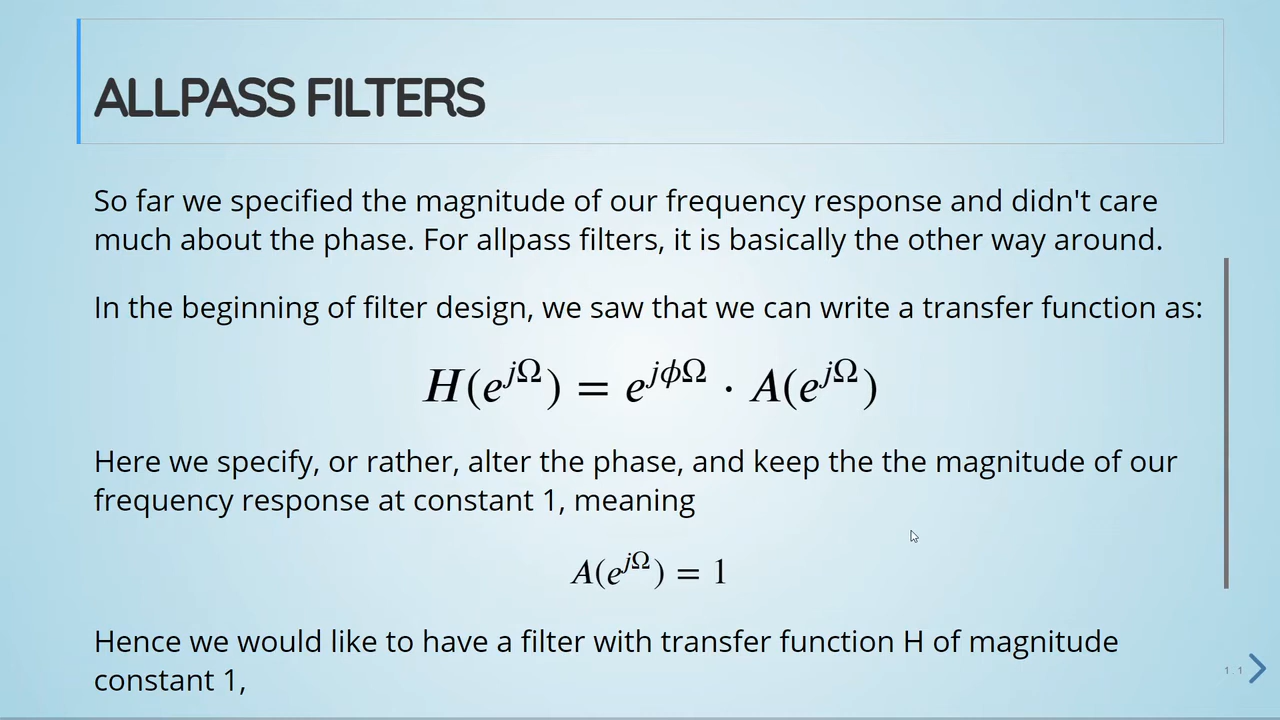 ALLPASS FILTERS
So far we specified the magnitude of our frequency response and didn't care
much about the phase. For allpass filters, it is basically the other way around.
In the beginning of filter design, we saw that we can write a transfer function as:
H(e^{jΩ}) = e^{jϕΩ} · A(e^{jΩ})
Here we specify, or rather, alter the phase, and keep the the magnitude of our
frequency response at constant 1, meaning
A(e^{jΩ}) = 1
Hence we would like to have a filter with transfer function H of magnitude
constant 1,
1.1